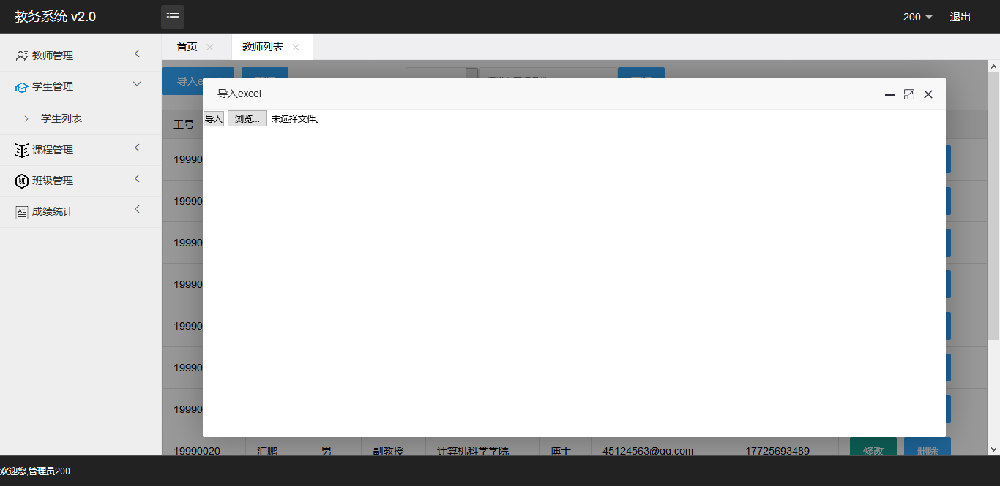 教务系统 v2.0
200
退出
教师管理
学生管理
学生列表
课程管理
班
班级管理
成绩统计
首页
教师列表
导入e
新增
导入excel
导入
浏览...
未选择文件。
工号
19990
19990
19990
19990
19990
19990
19990
19990020 汇鹏 男 副教授 计算机科学学院 博士 45124563@qq.com 17725693489 修改 删除
欢迎您,管理员200